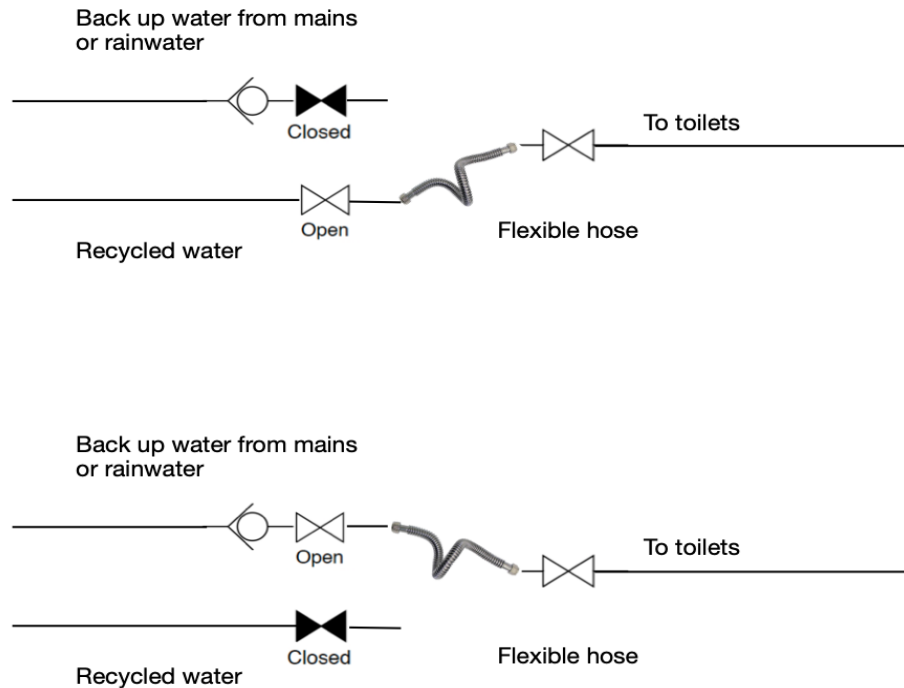 Back up water from mains
or rainwater
Closed
To toilets
Open
Flexible hose
Recycled water
Back up water from mains
or rainwater
Open
To toilets
Closed
Flexible hose
Recycled water